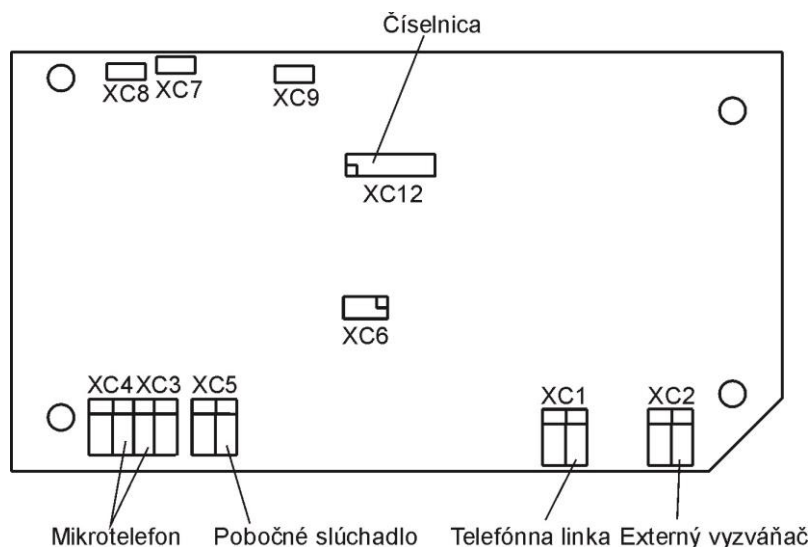 Číselnica
XC8 XC7 XC9
XC12
XC6
XC4 XC3 XC5 XC1 XC2
Mikrotelefon Pobočné slúchadlo Telefónna linka Externý vyzváňač